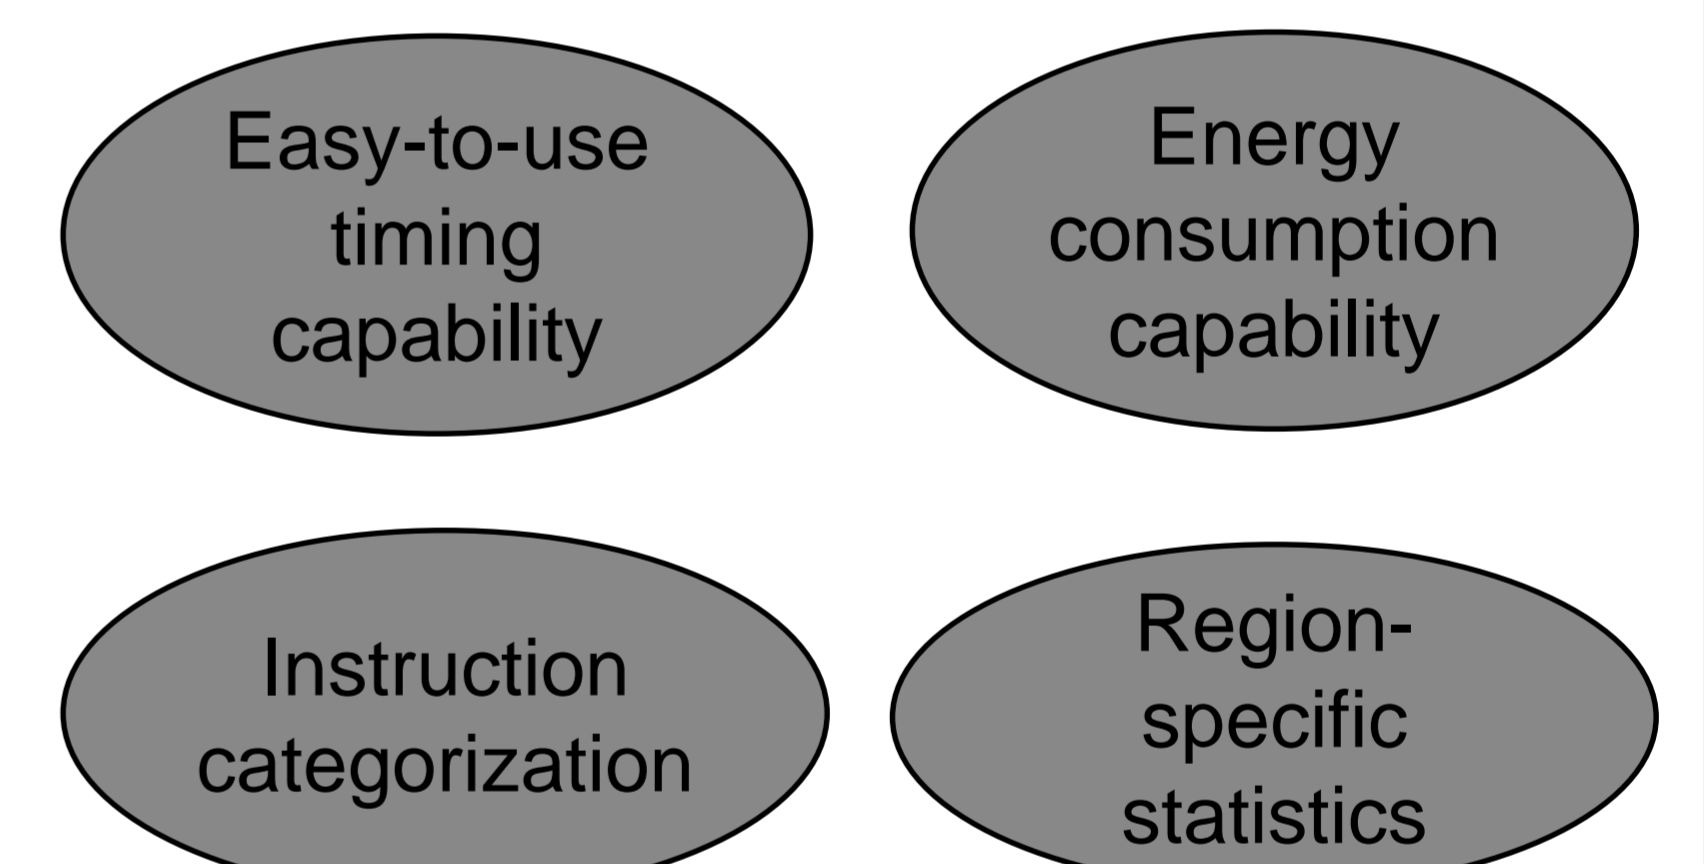 Easy-to-use
timing
capability
Energy
consumption
capability
Instruction
categorization
Region-
specific
statistics